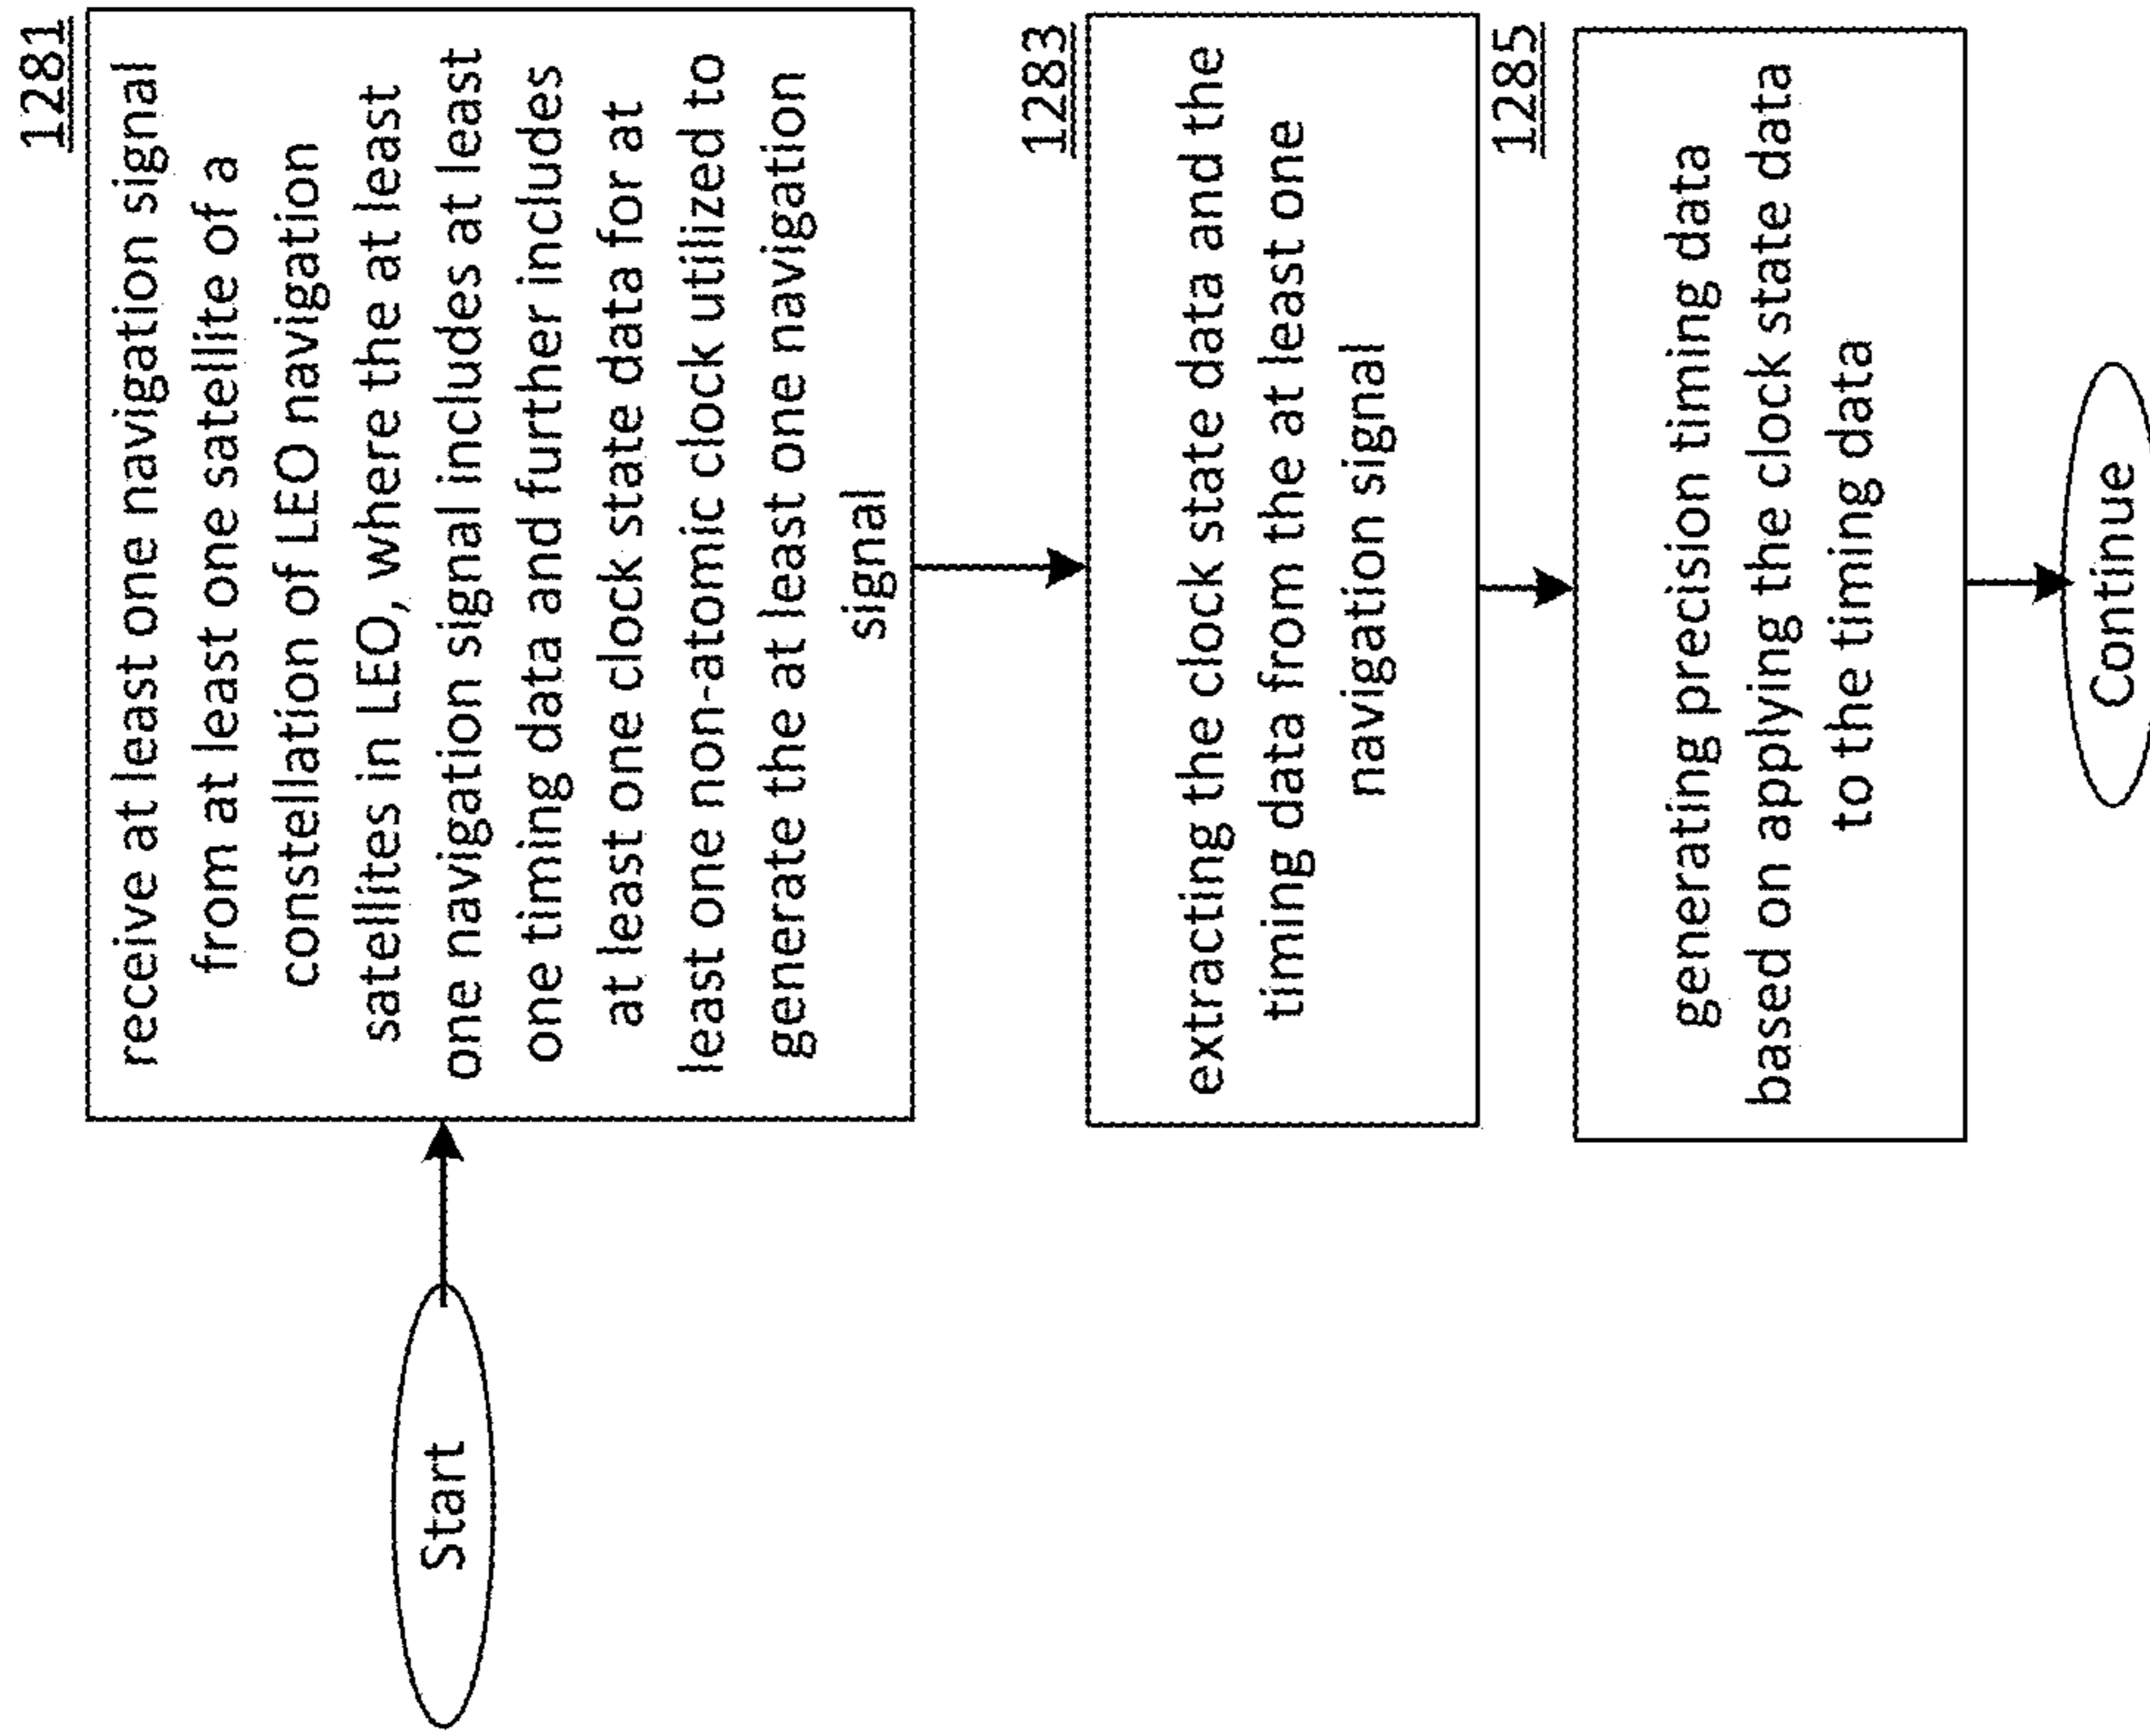 Start
1281
receive at least one navigation signal
from at least one satellite of a
constellation of LEO navigation
satellites in LEO, where the at least
one navigation signal includes at least
one timing data and further includes
at least one clock state data for at
least one non-atomic clock utilized to
generate the at least one navigation
signal
1283
extracting the clock state data and the
timing data from the at least one
navigation signal
1285
generating precision timing data
based on applying the clock state data
to the timing data
Continue